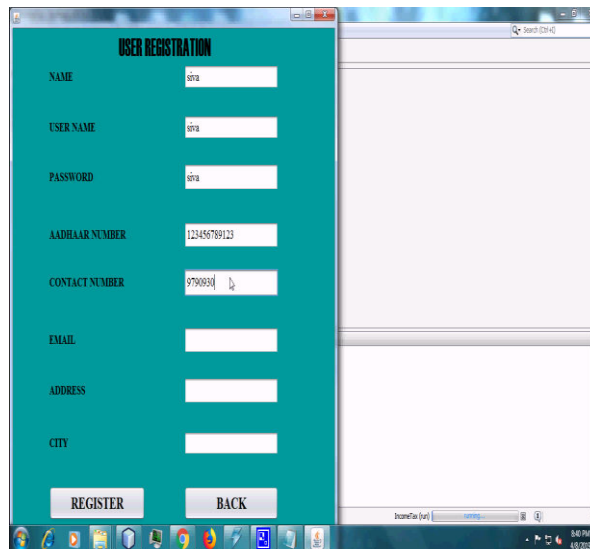 Search (Ctrl+I)
USER REGISTRATION
NAME siva
USER NAME siva
PASSWORD siva
AADHAAR NUMBER 123456789123
CONTACT NUMBER 9790930
EMAIL
ADDRESS
CITY
REGISTER BACK
IncomeTax (run) running...
8:40 PM